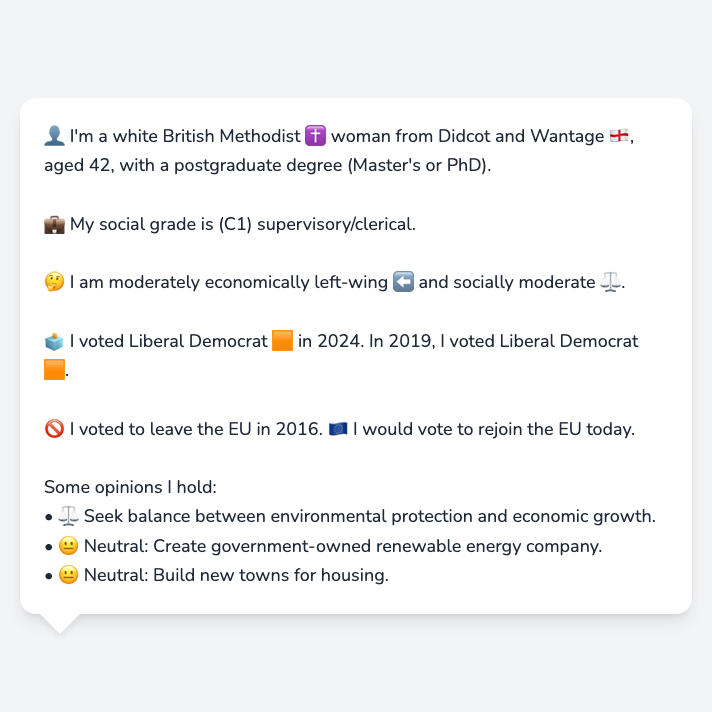 👤 I'm a white British Methodist ✝️ woman from Didcot and Wantage 🏴󠁧󠁢󠁥󠁮󠁧󠁿,
aged 42, with a postgraduate degree (Master's or PhD).
💼 My social grade is (C1) supervisory/clerical.
🤔 I am moderately economically left-wing ⬅️ and socially moderate ⚖️.
🗳️ I voted Liberal Democrat 🟧 in 2024. In 2019, I voted Liberal Democrat
🟧.
🚫 I voted to leave the EU in 2016. 🇪🇺 I would vote to rejoin the EU today.
Some opinions I hold:
• ⚖️ Seek balance between environmental protection and economic growth.
• 😐 Neutral: Create government-owned renewable energy company.
• 😐 Neutral: Build new towns for housing.